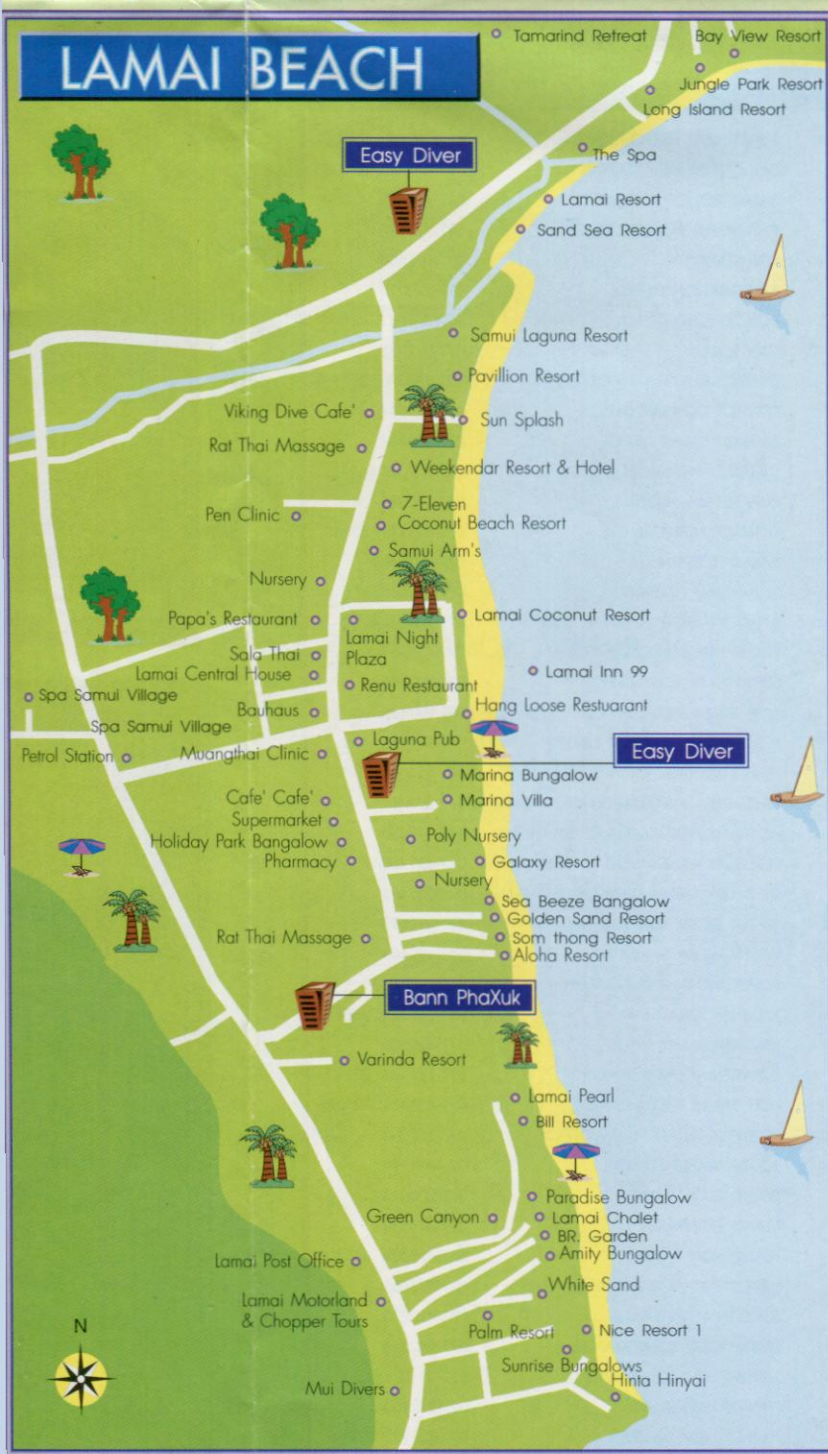 LAMAI BEACH
Tamarind Retreat
Bay View Resort
Jungle Park Resort
Long Island Resort
Easy Diver
The Spa
Lamai Resort
Sand Sea Resort
Samui Laguna Resort
Pavillion Resort
Viking Dive Cafe'
Sun Splash
Rat Thai Massage
Weekendar Resort & Hotel
7-Eleven
Pen Clinic
Coconut Beach Resort
Samui Arm's
Nursery
Papa's Restaurant
Lamai Coconut Resort
Lamai Night
Plaza
Sala Thai
Lamai Central House
Lamai Inn 99
Renu Restaurant
Spa Samui Village
Bauhaus
Hang Loose Restuarant
Spa Samui Village
Petrol Station
Muangthai Clinic
Laguna Pub
Easy Diver
Marina Bungalow
Cafe' Cafe'
Marina Villa
Supermarket
Holiday Park Bangalow
Poly Nursery
Pharmacy
Galaxy Resort
Nursery
Sea Beeze Bangalow
Golden Sand Resort
Rat Thai Massage
Som thong Resort
Aloha Resort
Bann PhaXuk
Varinda Resort
Lamai Pearl
Bill Resort
Paradise Bungalow
Green Canyon
Lamai Chalet
BR. Garden
Amity Bungalow
Lamai Post Office
White Sand
Lamai Motorland
& Chopper Tours
Palm Resort
Nice Resort 1
N
Sunrise Bungalows
Hinta Hinyai
Mui Divers